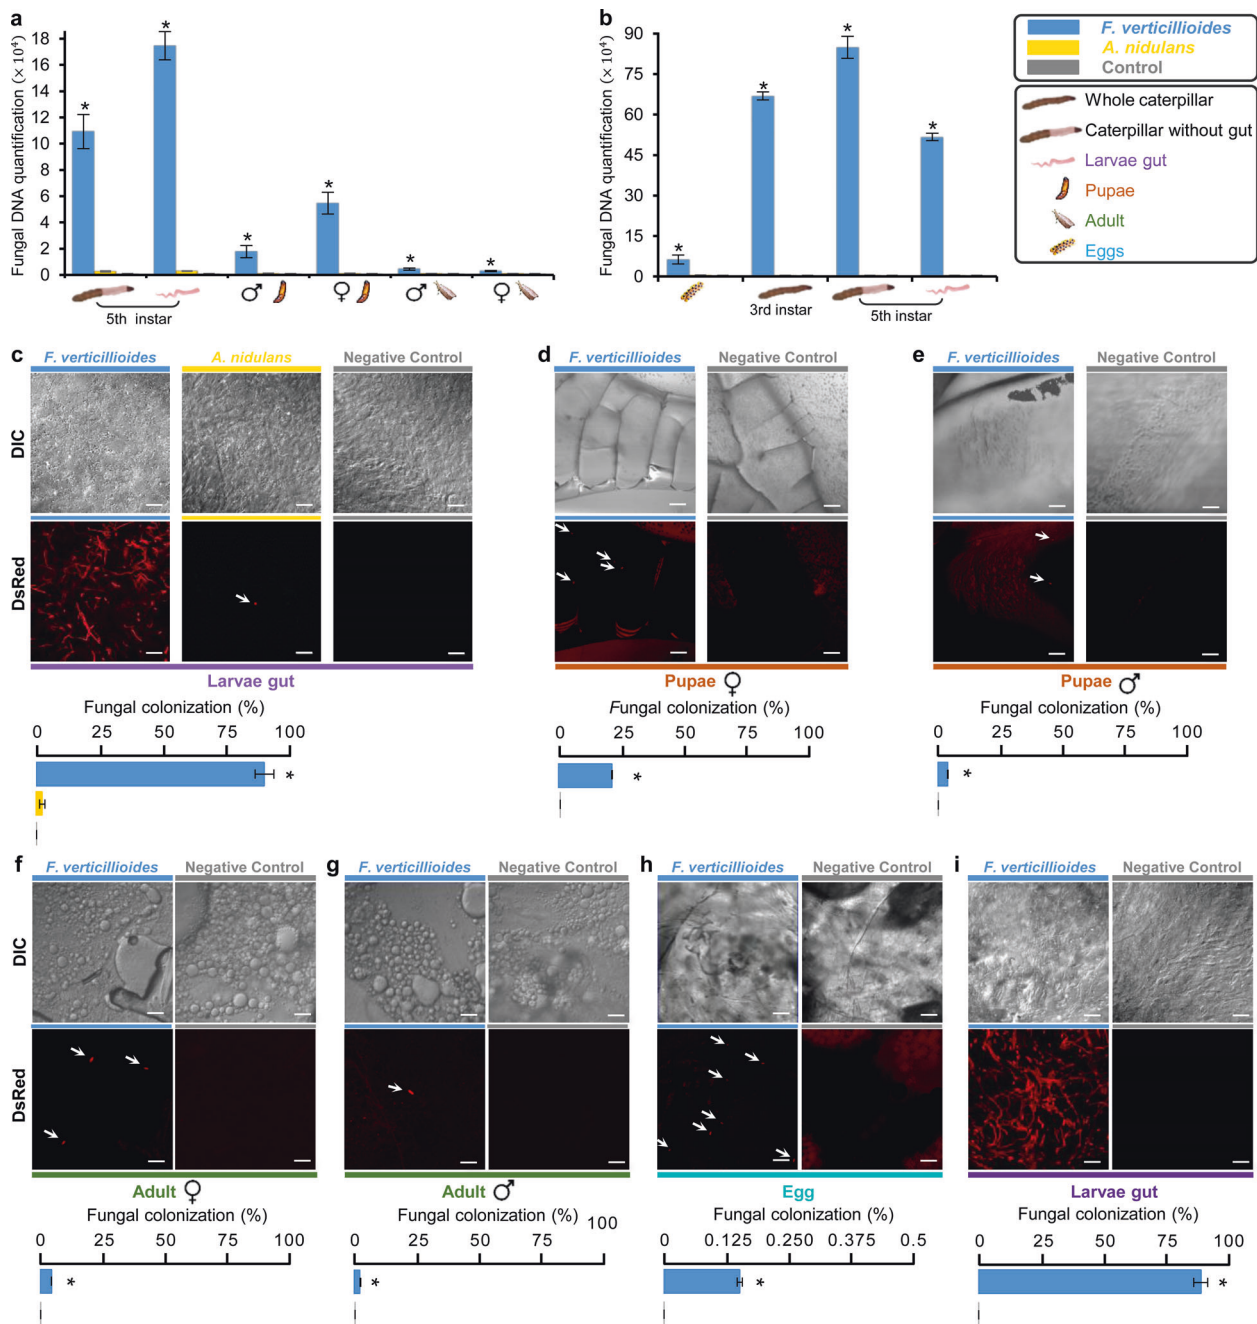 a
Fungal DNA quantification (× 10⁴)
18
16
14
12
10
8
6
4
2
0
*
*
*
*
*
*
♂
♀
♂
♀
5th instar
b
Fungal DNA quantification (× 10⁴)
90
75
60
45
30
15
0
*
*
*
*
3rd instar
5th instar
F. verticillioides
A. nidulans
Control
Whole caterpillar
Caterpillar without gut
Larvae gut
Pupae
Adult
Eggs
c
F. verticillioides
A. nidulans
Negative Control
DIC
DsRed
Larvae gut
Fungal colonization (%)
0 25 50 75 100
*
d
F. verticillioides
Negative Control
Pupae ♀
Fungal colonization (%)
0 25 50 75 100
*
e
F. verticillioides
Negative Control
Pupae ♂
Fungal colonization (%)
0 25 50 75 100
*
f
F. verticillioides
Negative Control
DIC
DsRed
Adult ♀
Fungal colonization (%)
0 25 50 75 100
*
g
F. verticillioides
Negative Control
Adult ♂
Fungal colonization (%)
0 25 50 75 100
*
h
F. verticillioides
Negative Control
Egg
Fungal colonization (%)
0 0.125 0.250 0.375 0.5
*
i
F. verticillioides
Negative Control
Larvae gut
Fungal colonization (%)
0 25 50 75 100
*